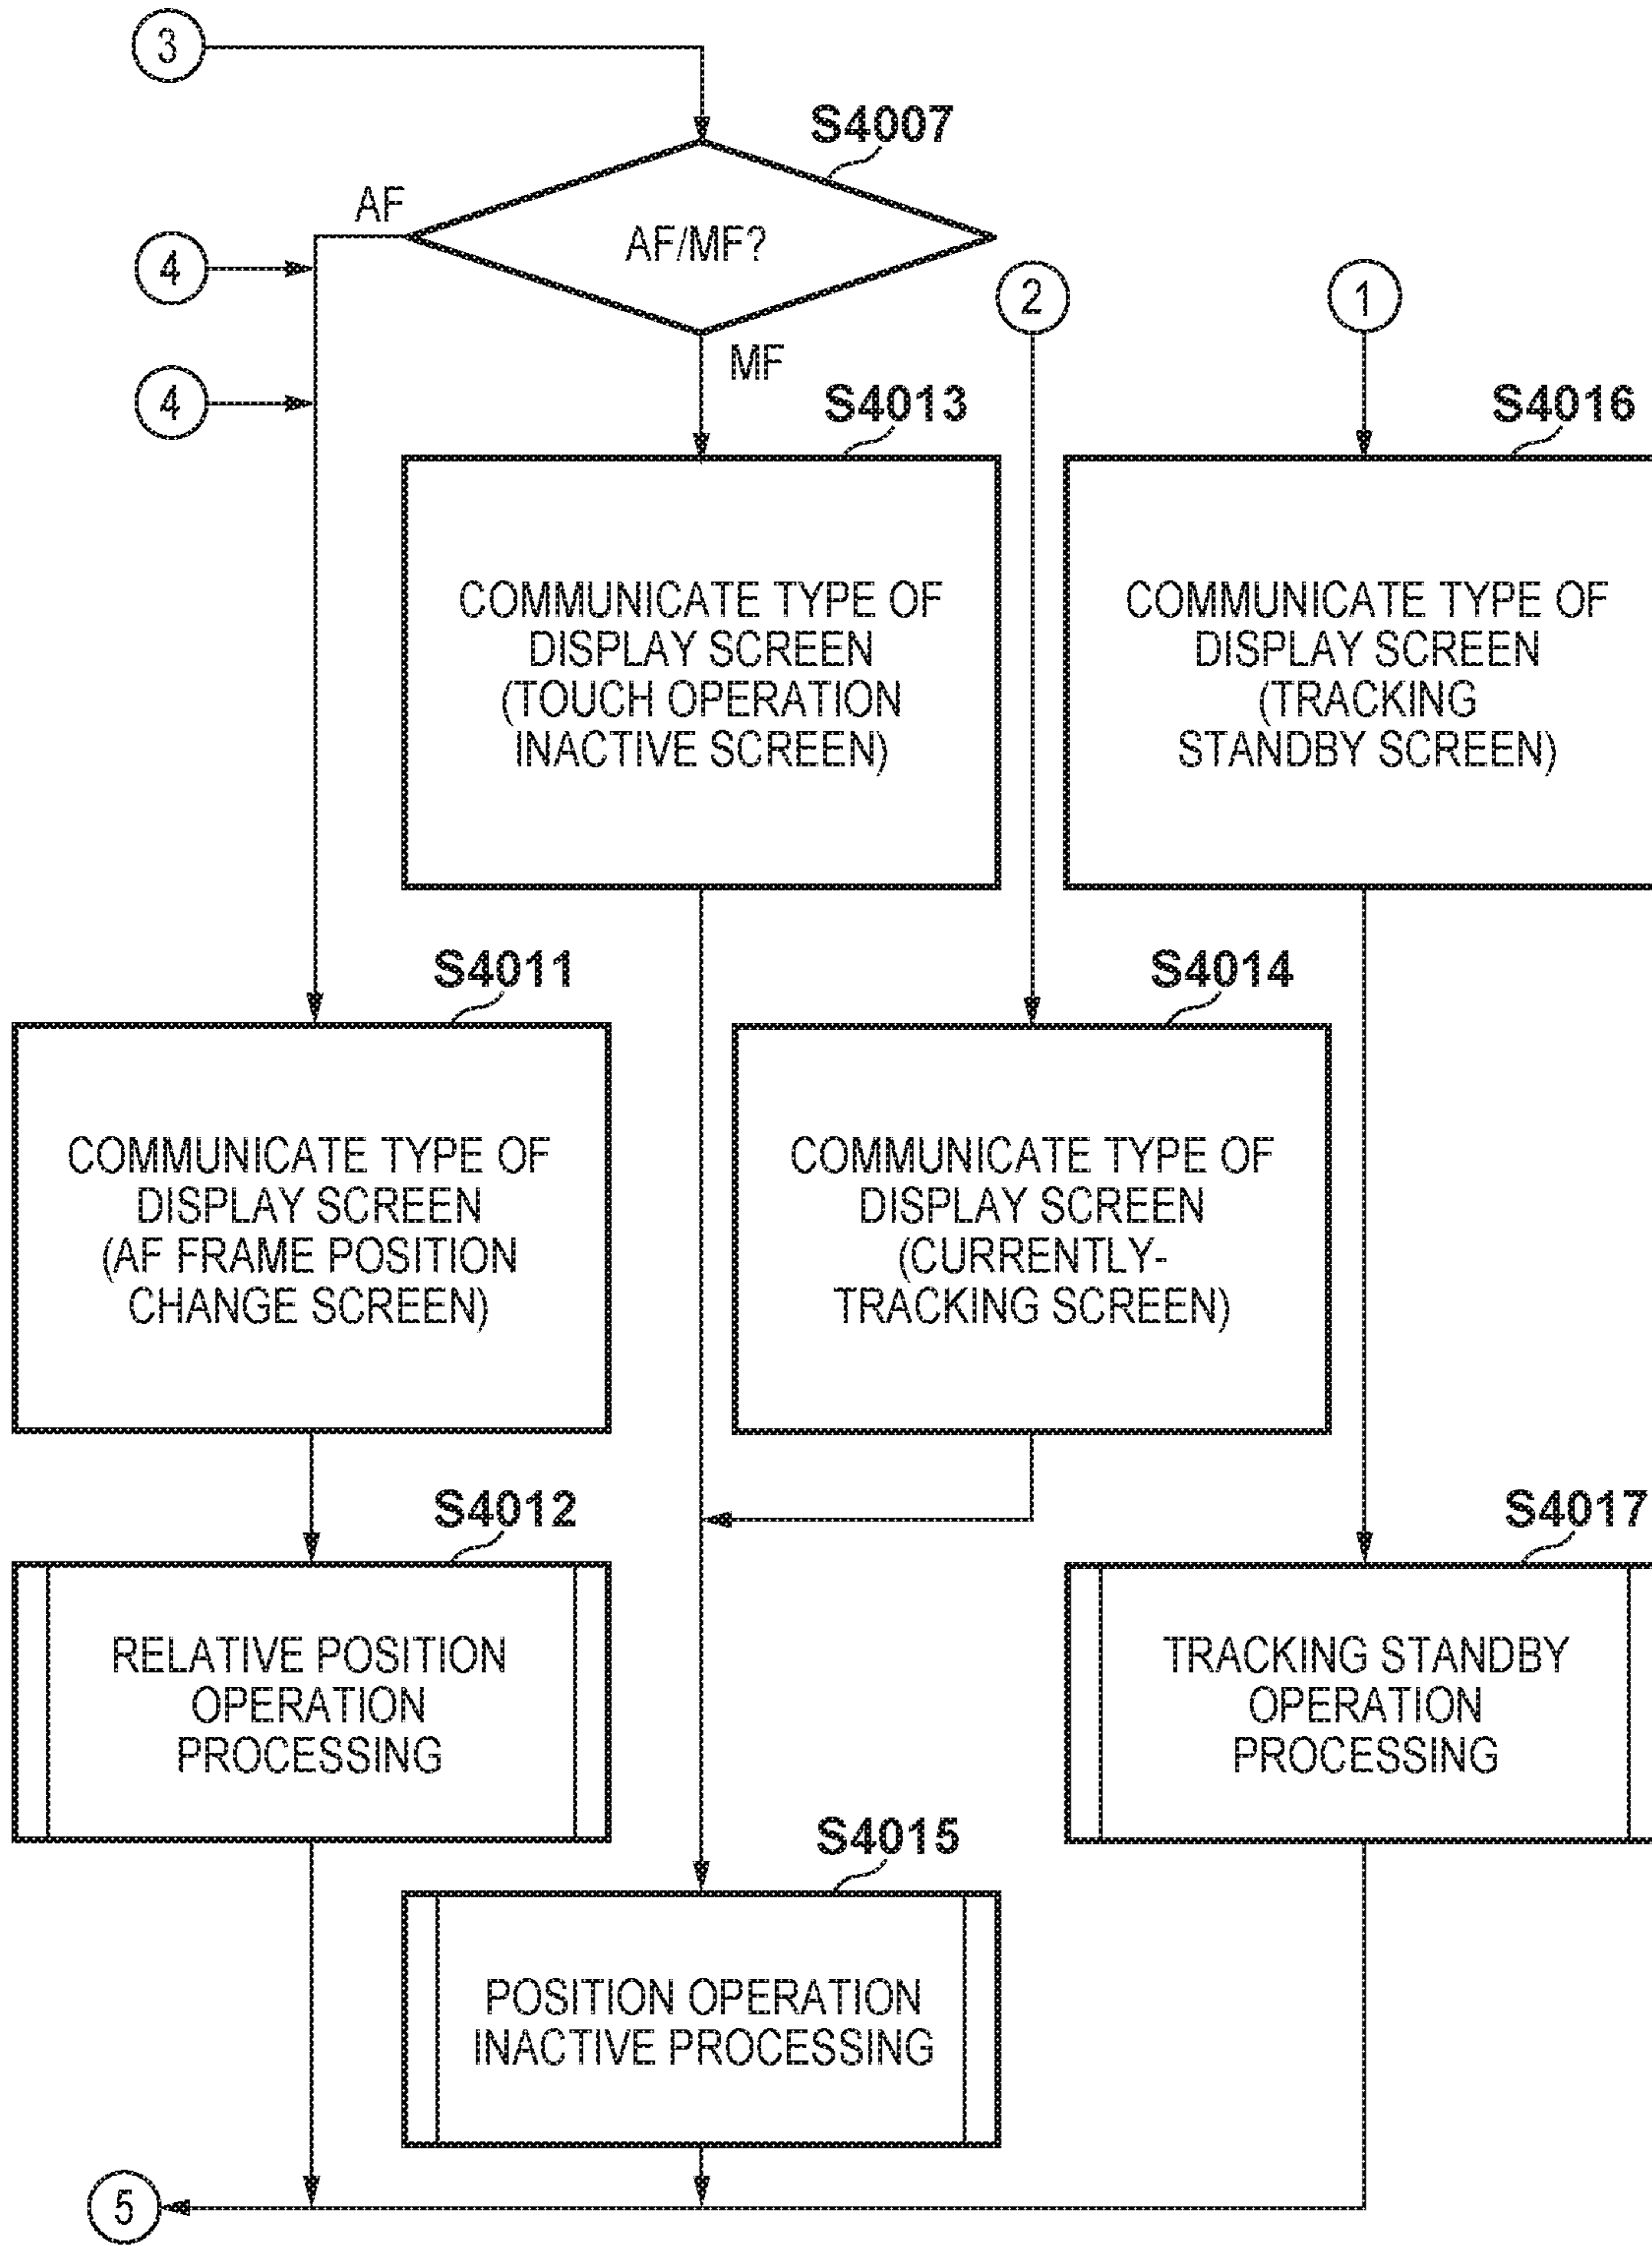 3
S4007
AF
AF/MF?
4
2
1
MF
4
S4013
S4016
COMMUNICATE TYPE OF
DISPLAY SCREEN
(TOUCH OPERATION
INACTIVE SCREEN)
COMMUNICATE TYPE OF
DISPLAY SCREEN
(TRACKING
STANDBY SCREEN)
S4011
S4014
COMMUNICATE TYPE OF
DISPLAY SCREEN
(AF FRAME POSITION
CHANGE SCREEN)
COMMUNICATE TYPE OF
DISPLAY SCREEN
(CURRENTLY-
TRACKING SCREEN)
S4012
S4017
RELATIVE POSITION
OPERATION
PROCESSING
TRACKING STANDBY
OPERATION
PROCESSING
S4015
POSITION OPERATION
INACTIVE PROCESSING
5